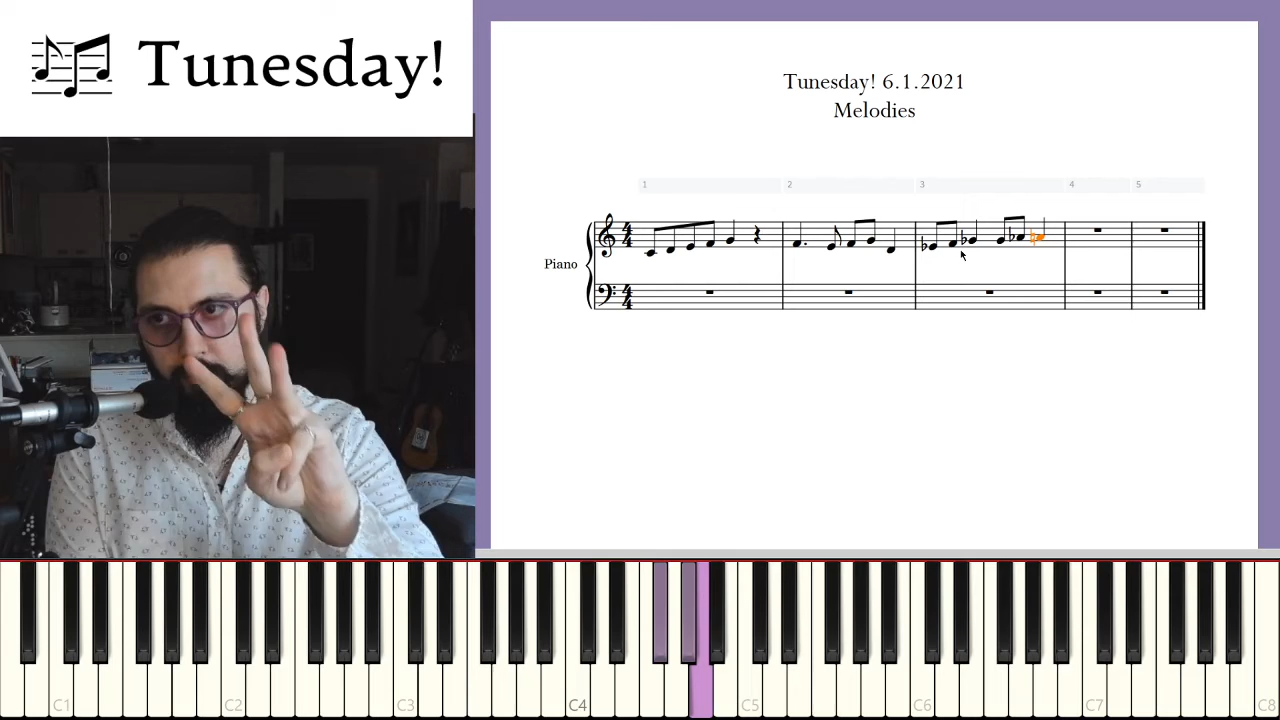 Tunesday!
Tunesday! 6.1.2021
Melodies
1 2 3 4 5
Piano
C1 C2 C3 C4 C5 C6 C7 C8